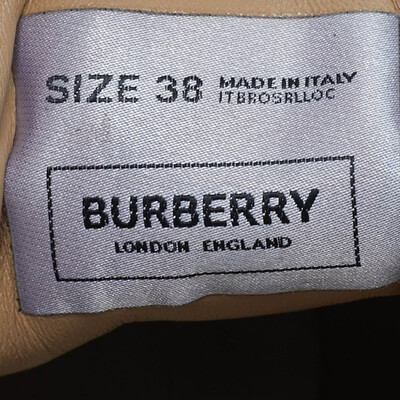 SIZE 38 MADE IN ITALY
ITBROSRLLOC
BURBERRY
LONDON ENGLAND